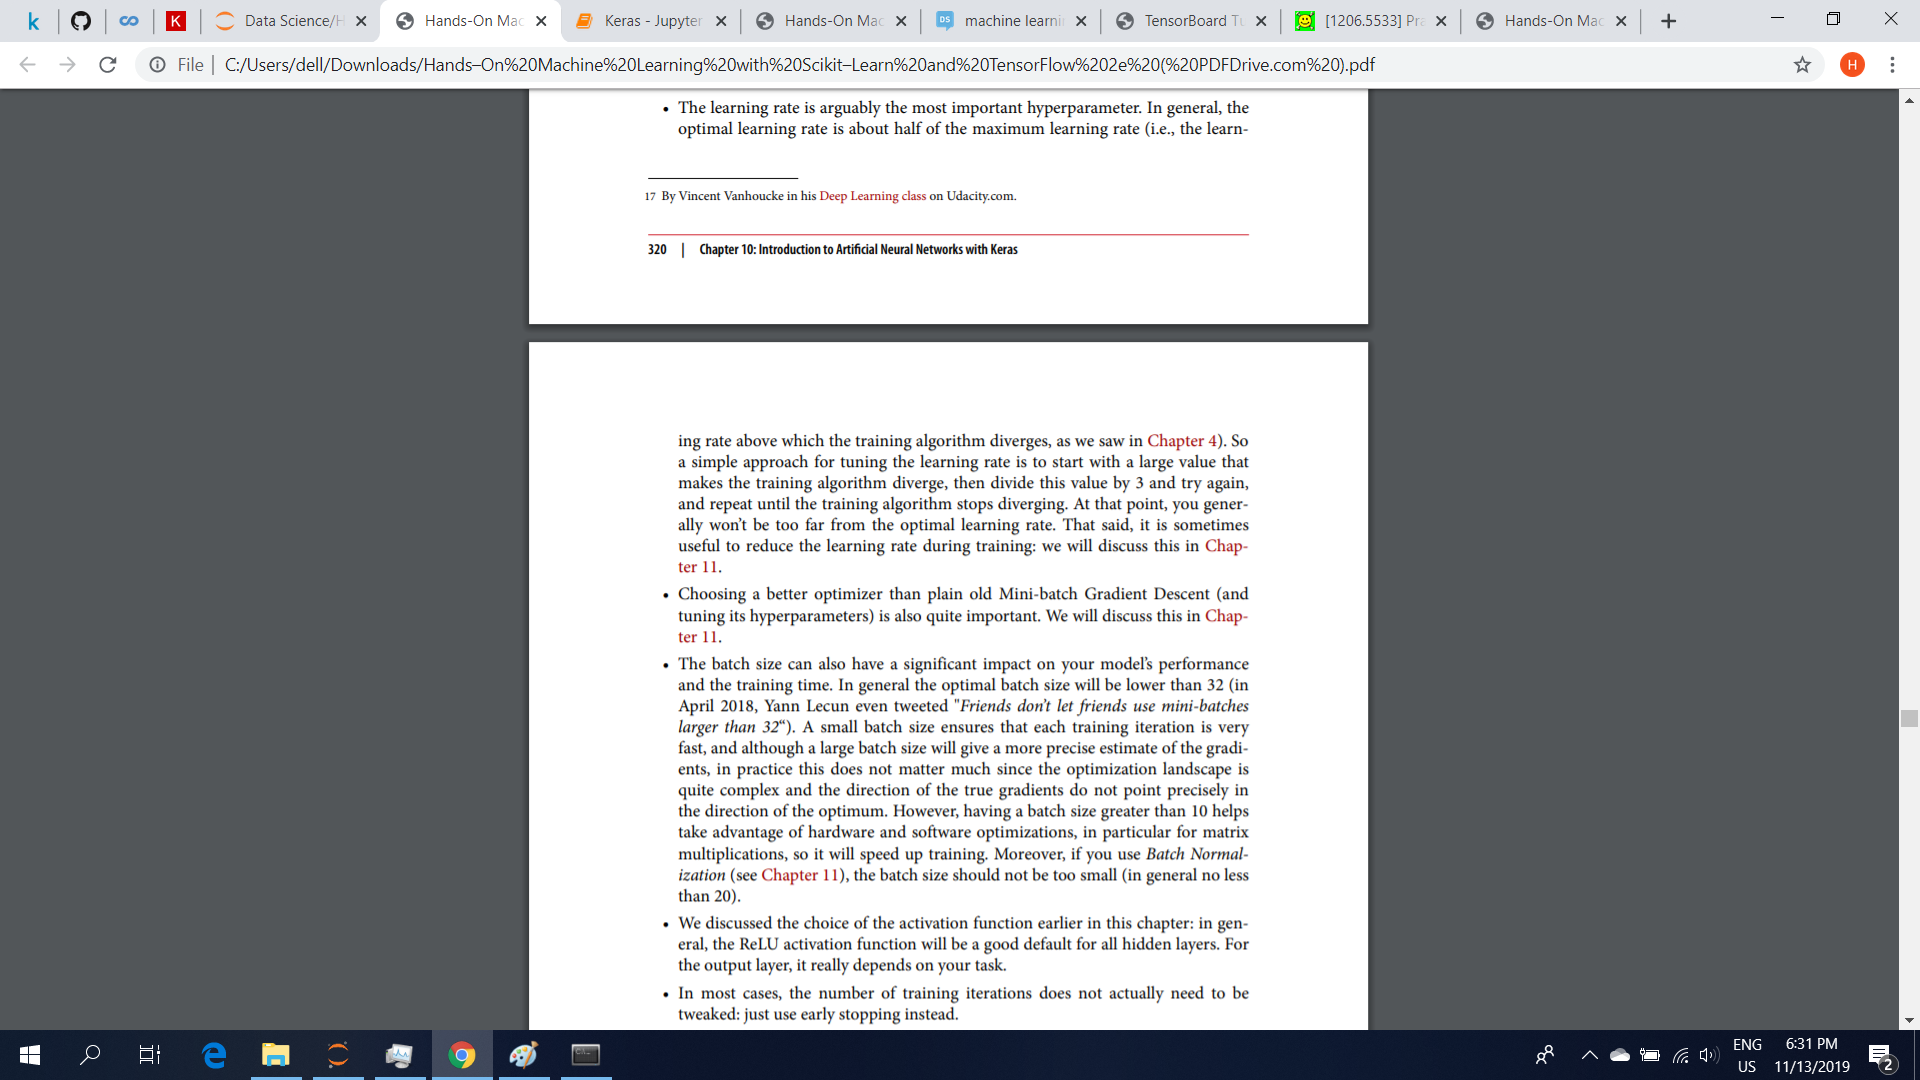 k
K
Data Science/H
Hands-On Mac
Keras - Jupyter
Hands-On Mac
DS
machine learni
TensorBoard Tu
[1206.5533] Pra
Hands-On Mac
File | C:/Users/dell/Downloads/Hands–On%20Machine%20Learning%20with%20Scikit–Learn%20and%20TensorFlow%202e%20(%20PDFDrive.com%20).pdf
H
• The learning rate is arguably the most important hyperparameter. In general, the
optimal learning rate is about half of the maximum learning rate (i.e., the learn-
17 By Vincent Vanhoucke in his Deep Learning class on Udacity.com.
320 | Chapter 10: Introduction to Artificial Neural Networks with Keras
ing rate above which the training algorithm diverges, as we saw in Chapter 4). So
a simple approach for tuning the learning rate is to start with a large value that
makes the training algorithm diverge, then divide this value by 3 and try again,
and repeat until the training algorithm stops diverging. At that point, you gener-
ally won’t be too far from the optimal learning rate. That said, it is sometimes
useful to reduce the learning rate during training: we will discuss this in Chap-
ter 11.
• Choosing a better optimizer than plain old Mini-batch Gradient Descent (and
tuning its hyperparameters) is also quite important. We will discuss this in Chap-
ter 11.
• The batch size can also have a significant impact on your model’s performance
and the training time. In general the optimal batch size will be lower than 32 (in
April 2018, Yann Lecun even tweeted "Friends don’t let friends use mini-batches
larger than 32“). A small batch size ensures that each training iteration is very
fast, and although a large batch size will give a more precise estimate of the gradi-
ents, in practice this does not matter much since the optimization landscape is
quite complex and the direction of the true gradients do not point precisely in
the direction of the optimum. However, having a batch size greater than 10 helps
take advantage of hardware and software optimizations, in particular for matrix
multiplications, so it will speed up training. Moreover, if you use Batch Normal-
ization (see Chapter 11), the batch size should not be too small (in general no less
than 20).
• We discussed the choice of the activation function earlier in this chapter: in gen-
eral, the ReLU activation function will be a good default for all hidden layers. For
the output layer, it really depends on your task.
• In most cases, the number of training iterations does not actually need to be
tweaked: just use early stopping instead.
ENG
US
6:31 PM
11/13/2019
2